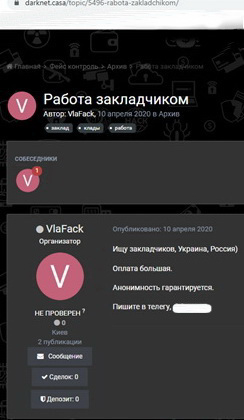 darknet.casa/topic/5496-rabota-zakladchikom/
Главная > Фейс контроль > Архив > Работа закладчиком
V
Работа закладчиком
Автор: VlaFack, 10 апреля 2020 в Архив
заклад клады работа
СОБЕСЕДНИКИ
V 1
VlaFack
Организатор
V
НЕ ПРОВЕРЕН ?
0
Киев
2 публикации
Сообщение
Сделок: 0
Депозит: 0
Опубликовано: 10 апреля 2020
Ищу закладчиков, Украина, Россия)
Оплата большая.
Анонимность гарантируется.
Пишите в телегу,